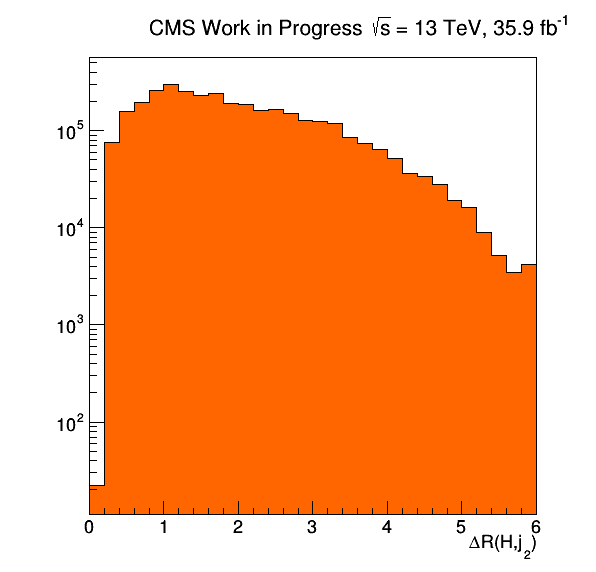 CMS Work in Progress √s = 13 TeV, 35.9 fb⁻¹
10⁵
10⁴
10³
10²
0 1 2 3 4 5 6
ΔR(H,j₂)